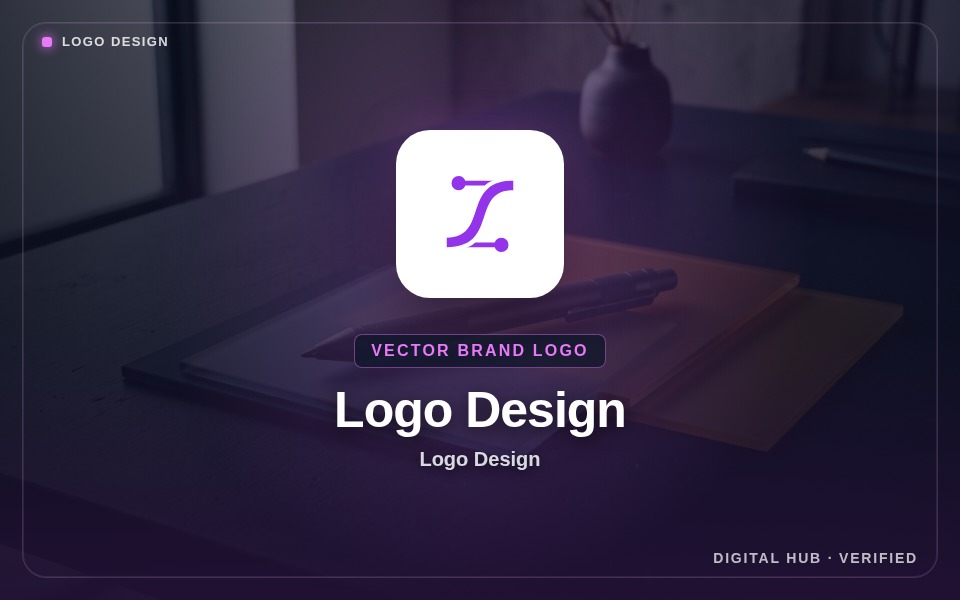 LOGO DESIGN
VECTOR BRAND LOGO
Logo Design
Logo Design
DIGITAL HUB · VERIFIED